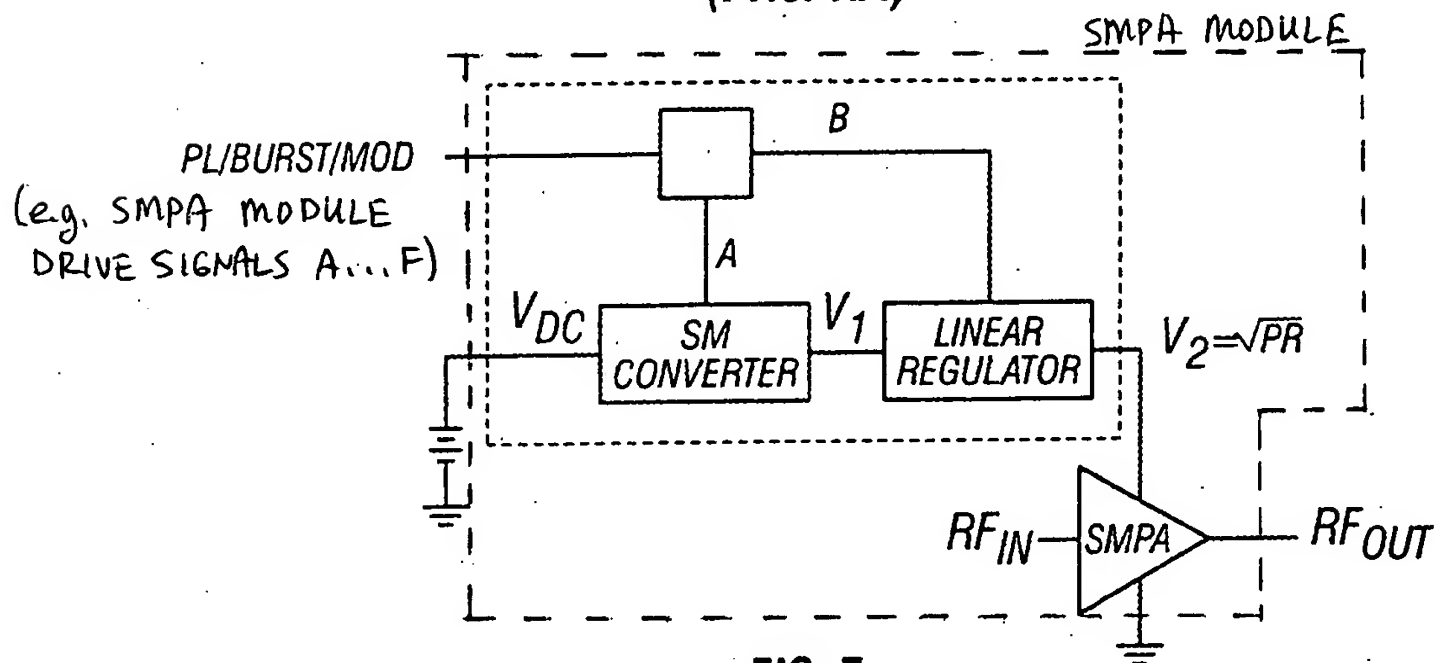 SMPA MODULE
PL/BURST/MOD
(e.g. SMPA MODULE
DRIVE SIGNALS A...F)
B
A
V_DC
SM
CONVERTER
V_1
LINEAR
REGULATOR
V_2=√PR
RF_IN
SMPA
RF_OUT